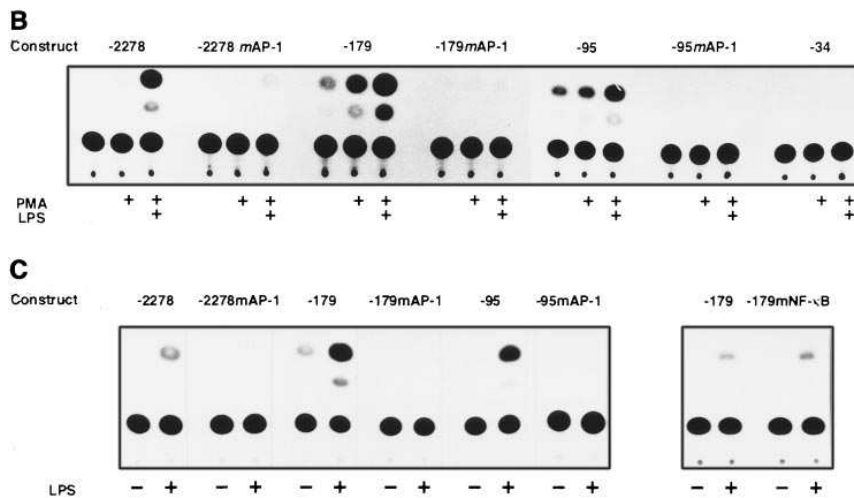 B
Construct -2278 -2278 mAP-1 -179 -179mAP-1 -95 -95mAP-1 -34
PMA + + + + + + + + + + + + + +
LPS + + + + + + +
C
Construct -2278 -2278mAP-1 -179 -179mAP-1 -95 -95mAP-1 -179 -179mNF-κB
LPS − + − + − + − + − + − + − + − +